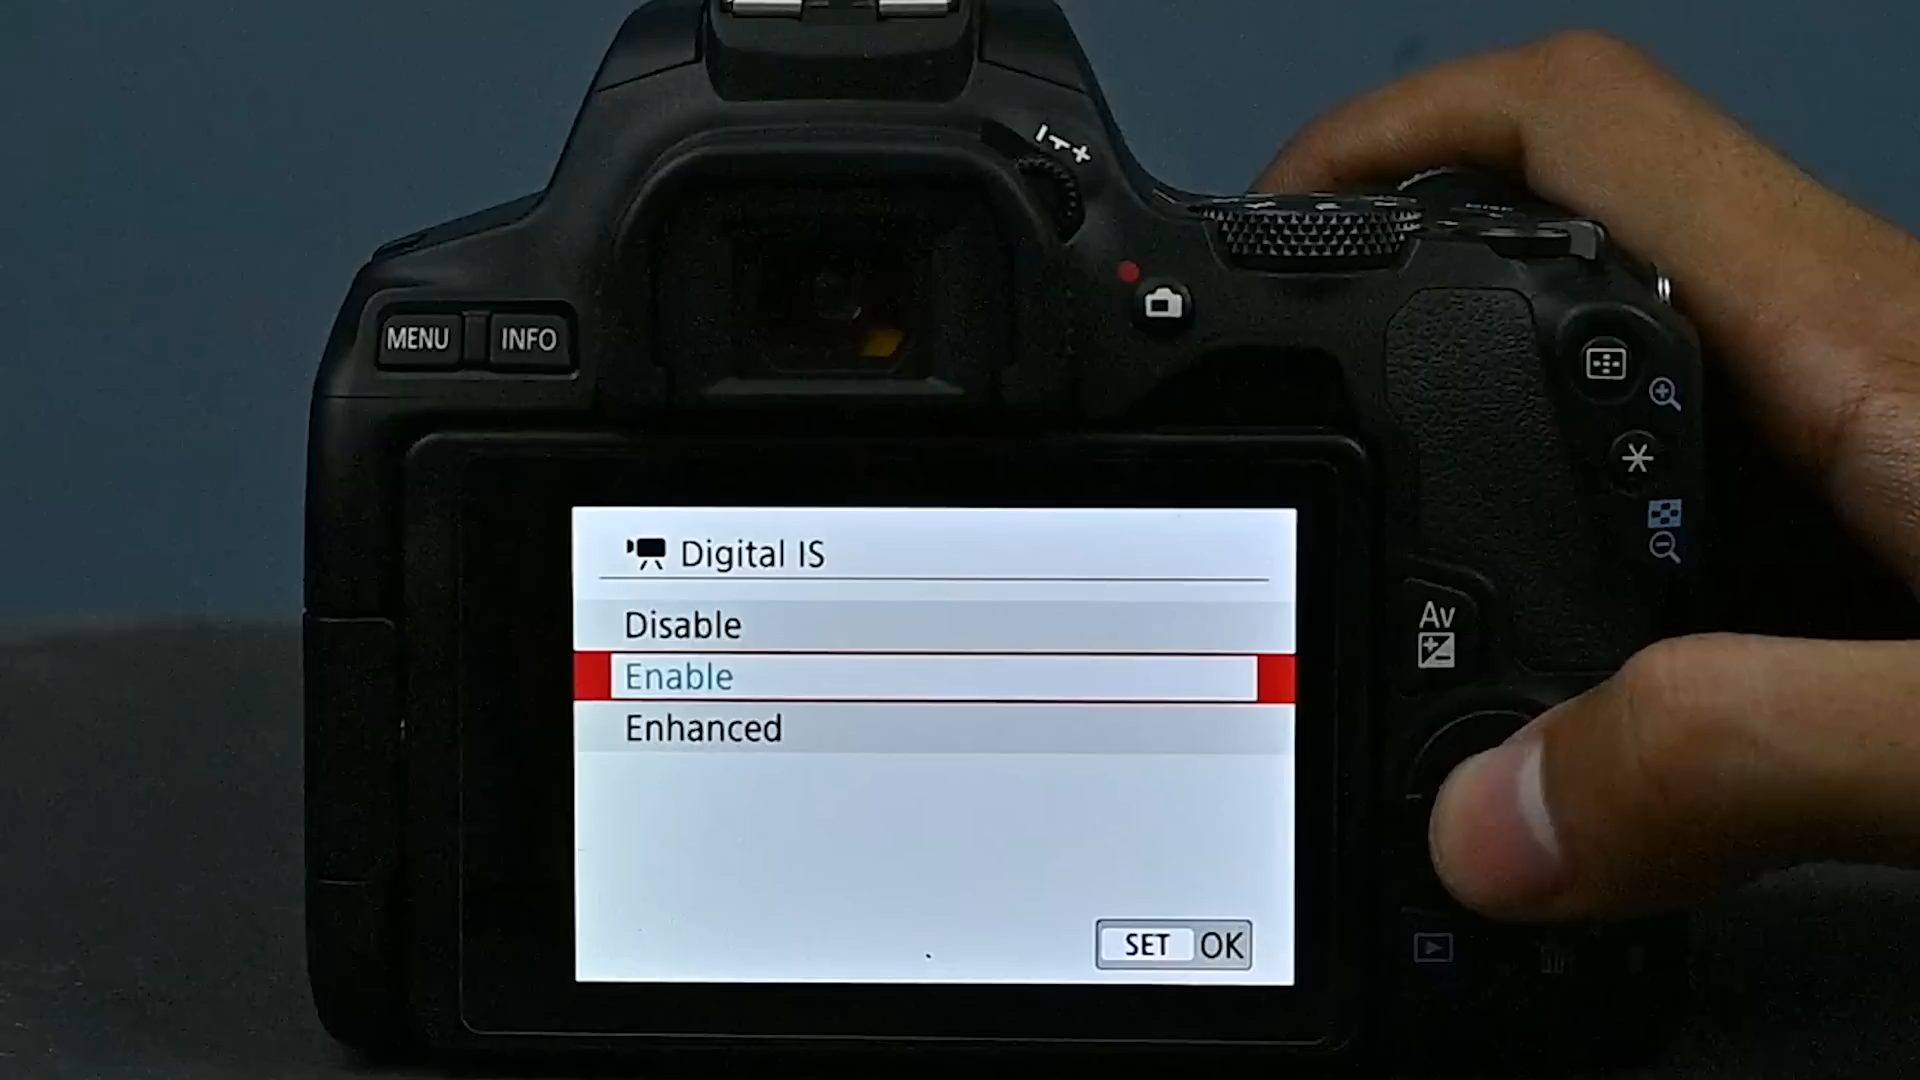 MENU INFO
Digital IS
Disable
Enable
Enhanced
SET OK
Av